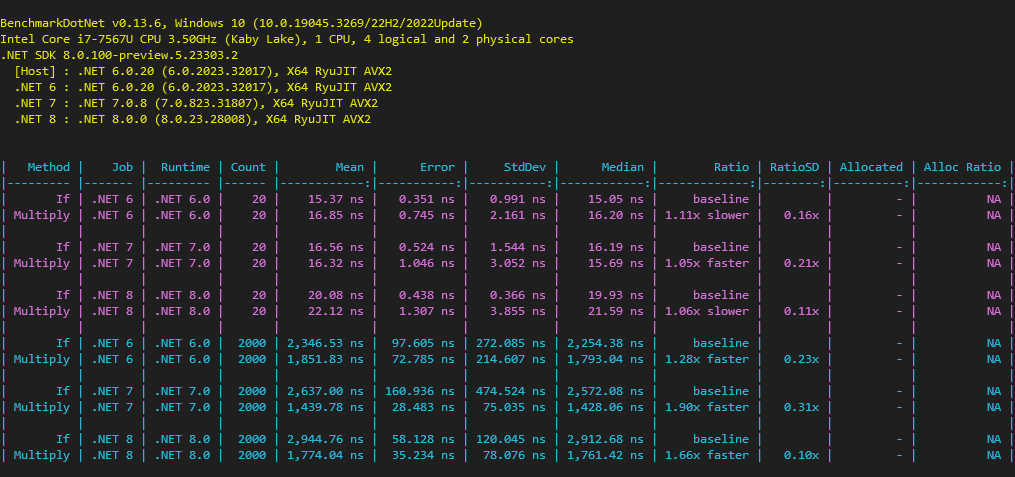 BenchmarkDotNet v0.13.6, Windows 10 (10.0.19045.3269/22H2/2022Update)
Intel Core i7-7567U CPU 3.50GHz (Kaby Lake), 1 CPU, 4 logical and 2 physical cores
.NET SDK 8.0.100-preview.5.23303.2
  [Host] : .NET 6.0.20 (6.0.2023.32017), X64 RyuJIT AVX2
  .NET 6 : .NET 6.0.20 (6.0.2023.32017), X64 RyuJIT AVX2
  .NET 7 : .NET 7.0.8 (7.0.823.31807), X64 RyuJIT AVX2
  .NET 8 : .NET 8.0.0 (8.0.23.28008), X64 RyuJIT AVX2
|   Method |    Job |  Runtime | Count |        Mean |      Error |     StdDev |      Median |       Ratio | RatioSD | Allocated | Alloc Ratio |
|--------- |------- |--------- |------ |------------:|-----------:|-----------:|------------:|------------:|--------:|----------:|------------:|
|       If | .NET 6 | .NET 6.0 |    20 |    15.37 ns |   0.351 ns |   0.991 ns |    15.05 ns |    baseline |         |         - |          NA |
| Multiply | .NET 6 | .NET 6.0 |    20 |    16.85 ns |   0.745 ns |   2.161 ns |    16.20 ns | 1.11x slower |   0.16x |         - |          NA |
|          |        |          |       |             |            |            |             |             |         |           |             |
|       If | .NET 7 | .NET 7.0 |    20 |    16.56 ns |   0.524 ns |   1.544 ns |    16.19 ns |    baseline |         |         - |          NA |
| Multiply | .NET 7 | .NET 7.0 |    20 |    16.32 ns |   1.046 ns |   3.052 ns |    15.69 ns | 1.05x faster |   0.21x |         - |          NA |
|          |        |          |       |             |            |            |             |             |         |           |             |
|       If | .NET 8 | .NET 8.0 |    20 |    20.08 ns |   0.438 ns |   0.366 ns |    19.93 ns |    baseline |         |         - |          NA |
| Multiply | .NET 8 | .NET 8.0 |    20 |    22.12 ns |   1.307 ns |   3.855 ns |    21.59 ns | 1.06x slower |   0.11x |         - |          NA |
|          |        |          |       |             |            |            |             |             |         |           |             |
|       If | .NET 6 | .NET 6.0 |  2000 | 2,346.53 ns |  97.605 ns | 272.085 ns | 2,254.38 ns |    baseline |         |         - |          NA |
| Multiply | .NET 6 | .NET 6.0 |  2000 | 1,851.83 ns |  72.785 ns | 214.607 ns | 1,793.04 ns | 1.28x faster |   0.23x |         - |          NA |
|          |        |          |       |             |            |            |             |             |         |           |             |
|       If | .NET 7 | .NET 7.0 |  2000 | 2,637.00 ns | 160.936 ns | 474.524 ns | 2,572.08 ns |    baseline |         |         - |          NA |
| Multiply | .NET 7 | .NET 7.0 |  2000 | 1,439.78 ns |  28.483 ns |  75.035 ns | 1,428.06 ns | 1.90x faster |   0.31x |         - |          NA |
|          |        |          |       |             |            |            |             |             |         |           |             |
|       If | .NET 8 | .NET 8.0 |  2000 | 2,944.76 ns |  58.128 ns | 120.045 ns | 2,912.68 ns |    baseline |         |         - |          NA |
| Multiply | .NET 8 | .NET 8.0 |  2000 | 1,774.04 ns |  35.234 ns |  78.076 ns | 1,761.42 ns | 1.66x faster |   0.10x |         - |          NA |